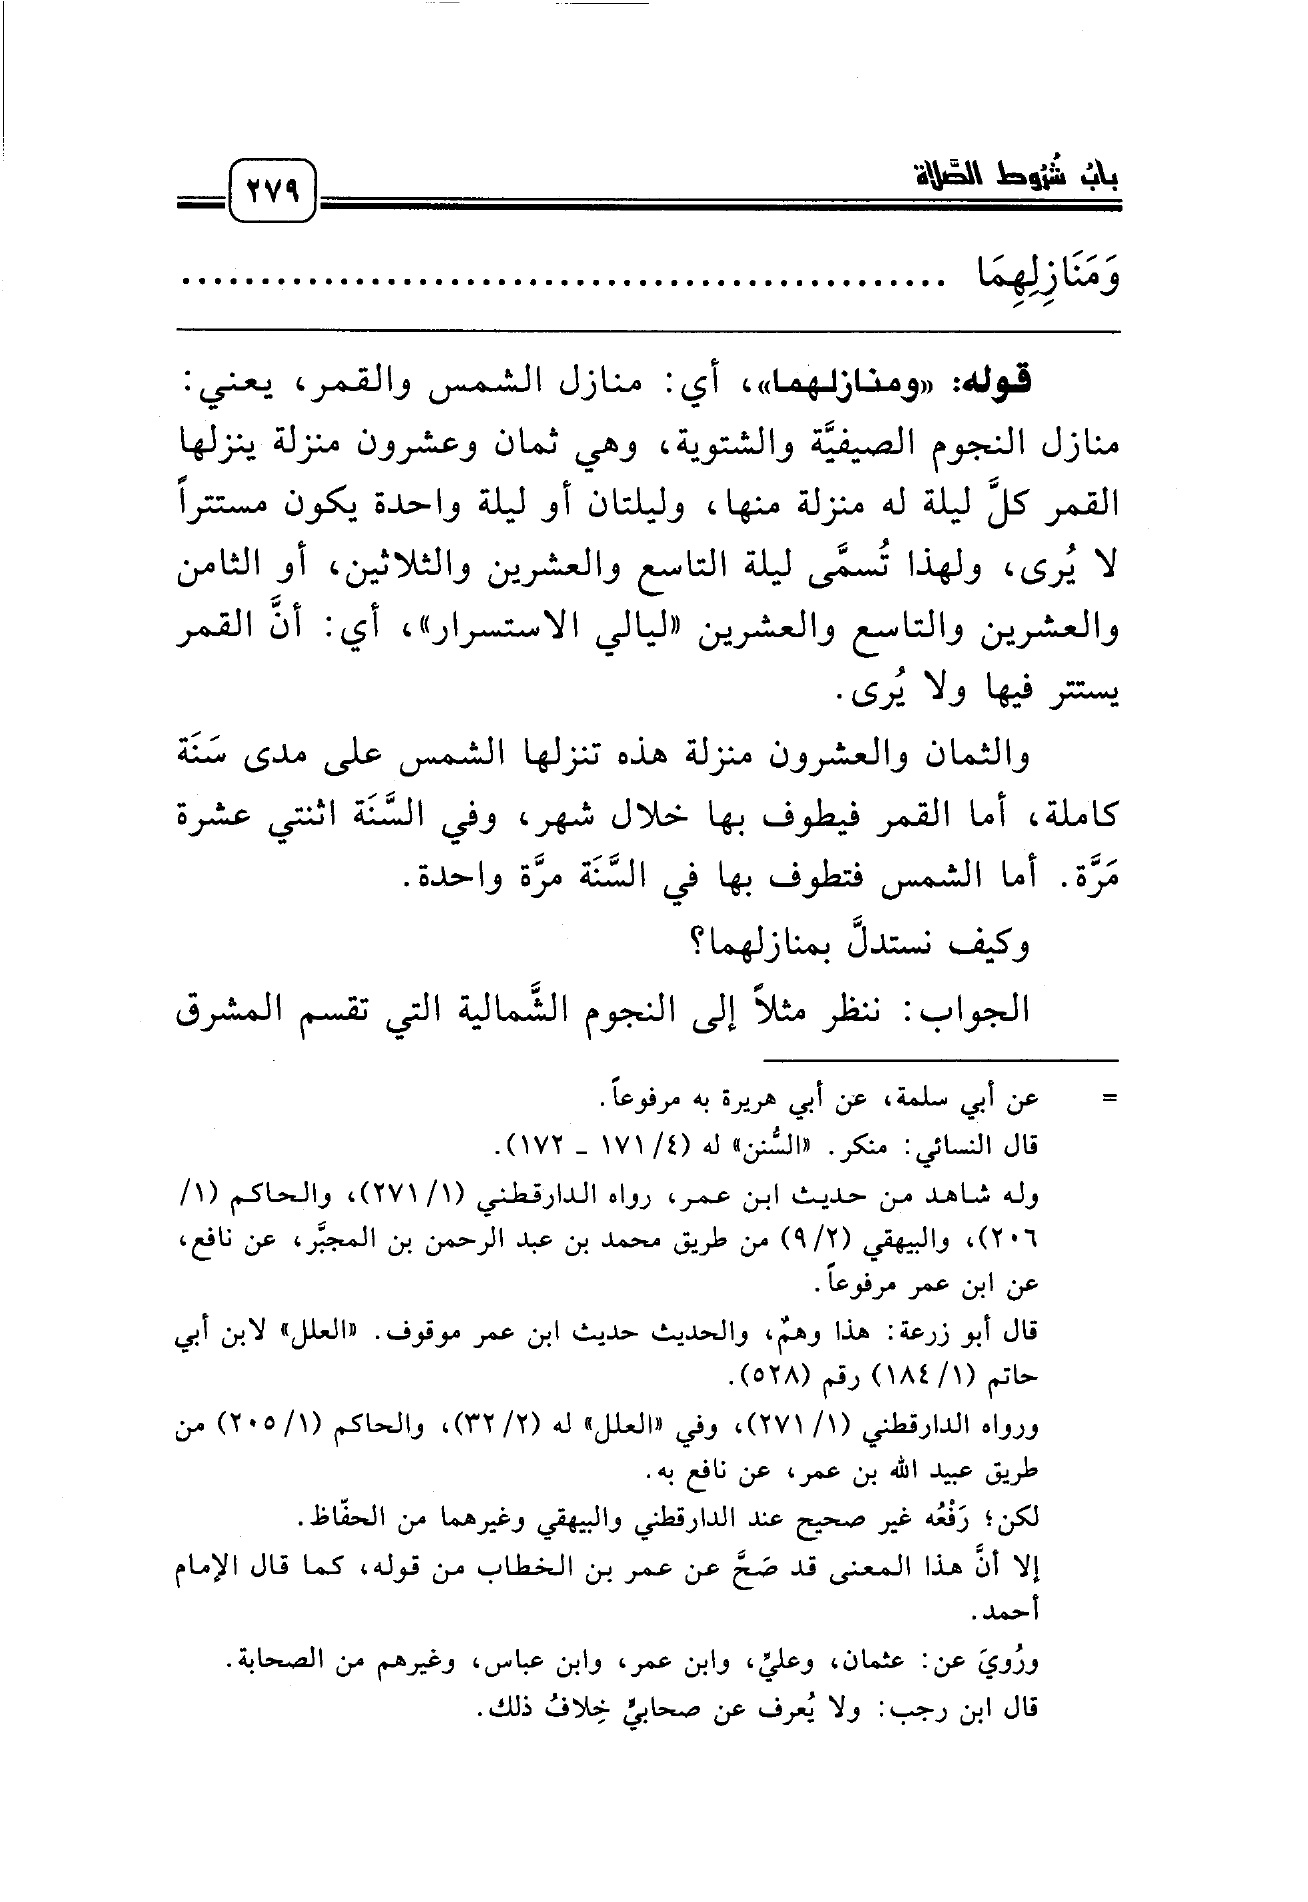 بابُ شُرُوط الصَّلاة
٢٧٩
وَمَنَازِلِهِمَا ................................................
قوله: «ومنازلهما»، أي: منازل الشمس والقمر، يعني:
منازل النجوم الصيفيَّة والشتوية، وهي ثمان وعشرون منزلة ينزلها
القمر كلَّ ليلة له منزلة منها، وليلتان أو ليلة واحدة يكون مستتراً
لا يُرى، ولهذا تُسمَّى ليلة التاسع والعشرين والثلاثين، أو الثامن
والعشرين والتاسع والعشرين «ليالي الاستسرار»، أي: أنَّ القمر
يستتر فيها ولا يُرى.
والثمان والعشرون منزلة هذه تنزلها الشمس على مدى سَنَة
كاملة، أما القمر فيطوف بها خلال شهر، وفي السَّنَة اثنتي عشرة
مَرَّة. أما الشمس فتطوف بها في السَّنَة مرَّة واحدة.
وكيف نستدلَّ بمنازلهما؟
الجواب: ننظر مثلاً إلى النجوم الشَّمالية التي تقسم المشرق
= عن أبي سلمة، عن أبي هريرة به مرفوعاً.
قال النسائي: منكر. «السُّنن» له (٤/ ١٧١ ـ ١٧٢).
وله شاهد من حديث ابن عمر، رواه الدارقطني (١/ ٢٧١)، والحاكم (١/
٢٠٦)، والبيهقي (٩/٢) من طريق محمد بن عبد الرحمن بن المجبَّر، عن نافع،
عن ابن عمر مرفوعاً.
قال أبو زرعة: هذا وهمٌ، والحديث حديث ابن عمر موقوف. «العلل» لابن أبي
حاتم (١/ ١٨٤) رقم (٥٢٨).
ورواه الدارقطني (١/ ٢٧١)، وفي «العلل» له (٣٢/٢)، والحاكم (١/ ٢٠٥) من
طريق عبيد الله بن عمر، عن نافع به.
لكن؛ رَفْعُه غير صحيح عند الدارقطني والبيهقي وغيرهما من الحفّاظ.
إلا أنَّ هذا المعنى قد صَحَّ عن عمر بن الخطاب من قوله، كما قال الإمام
أحمد.
ورُويَ عن: عثمان، وعليٍّ، وابن عمر، وابن عباس، وغيرهم من الصحابة.
قال ابن رجب: ولا يُعرف عن صحابيٍّ خِلافُ ذلك.